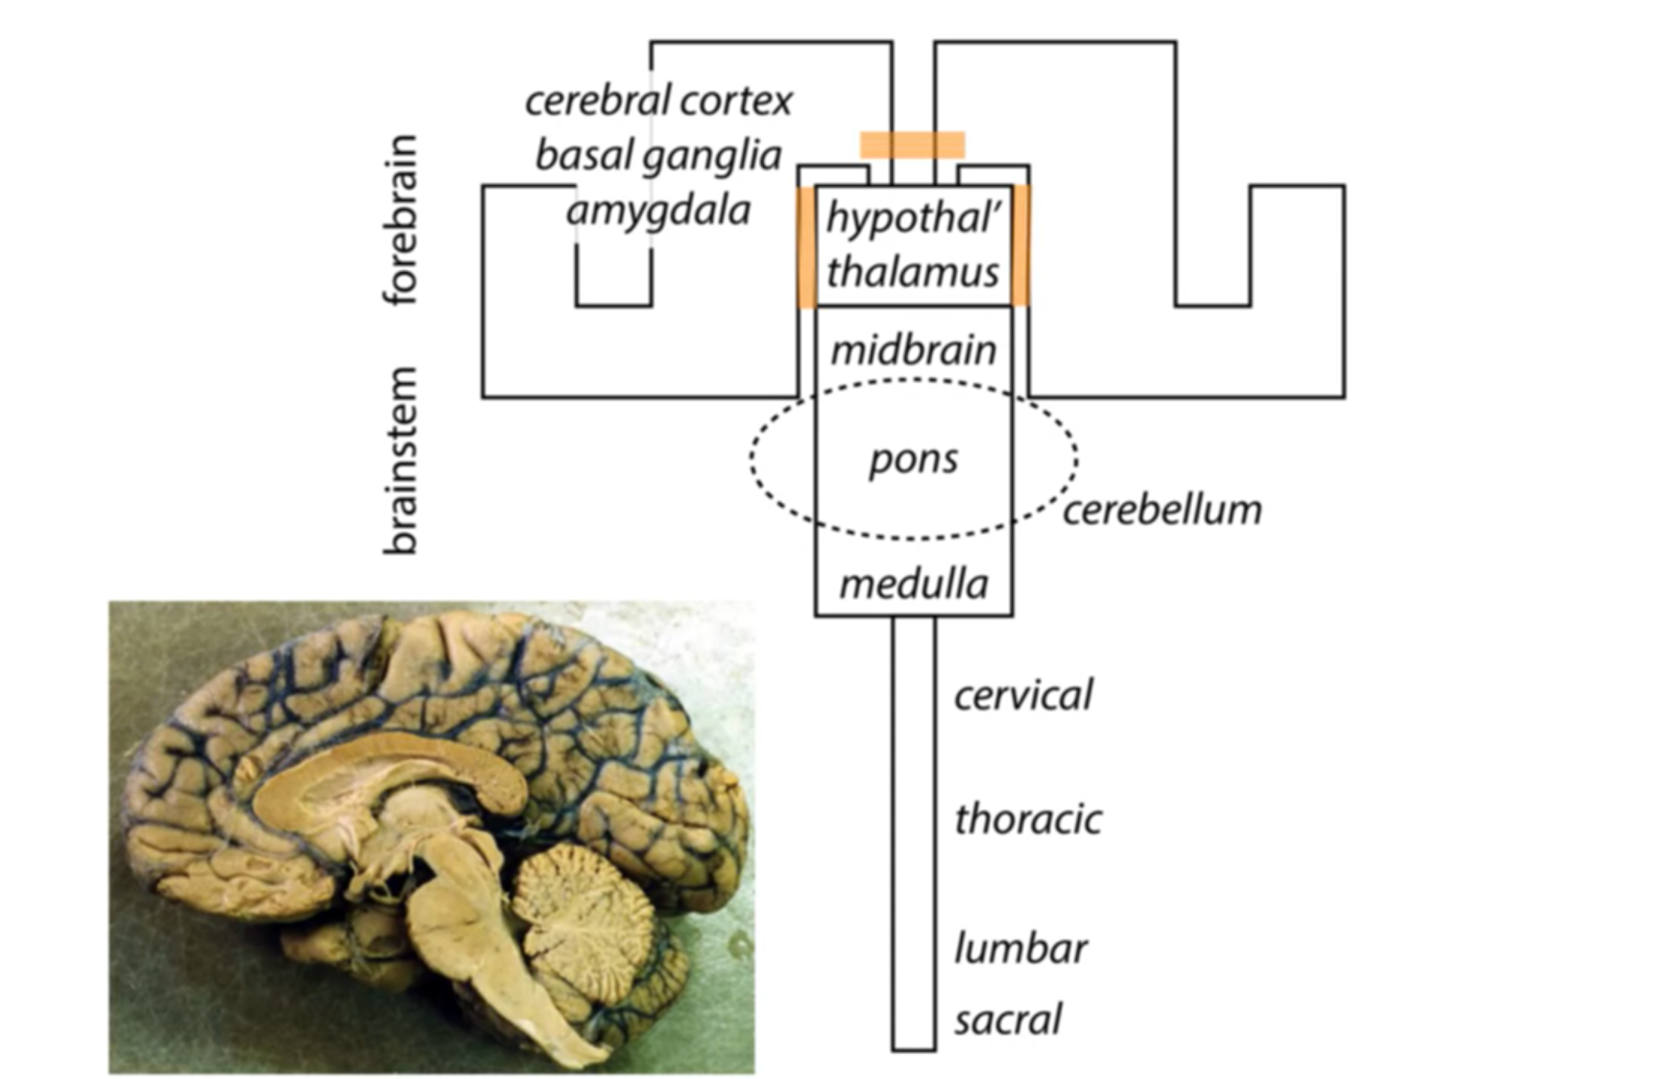 cerebral cortex
basal ganglia
amygdala
forebrain
hypothal’
thalamus
midbrain
brainstem
pons
cerebellum
medulla
cervical
thoracic
lumbar
sacral